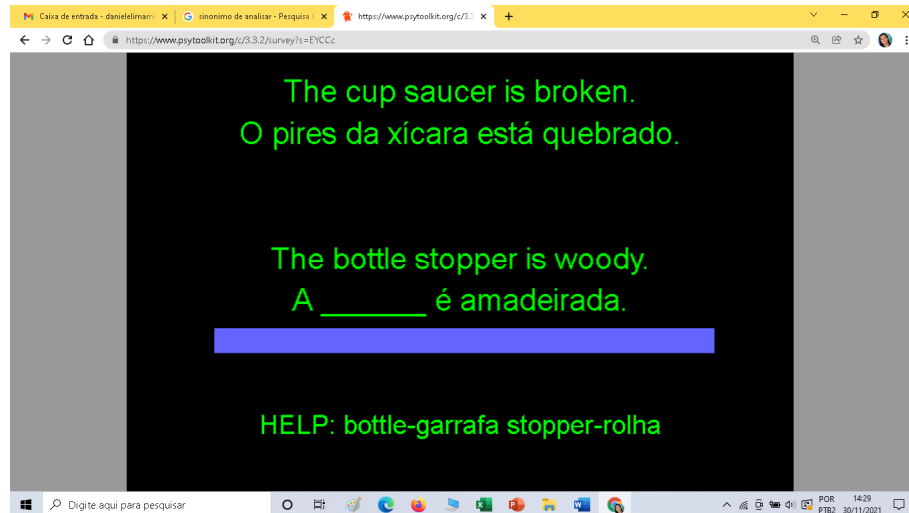 Caixa de entrada - danielelimam
sinonimo de analisar - Pesquisa
https://www.psytoolkit.org/c/3.3
https://www.psytoolkit.org/c/3.3.2/survey?s=EYCCc
The cup saucer is broken.
O pires da xícara está quebrado.
The bottle stopper is woody.
A _______ é amadeirada.
HELP: bottle-garrafa stopper-rolha
Digite aqui para pesquisar
POR 14:29
PTB2 30/11/2021